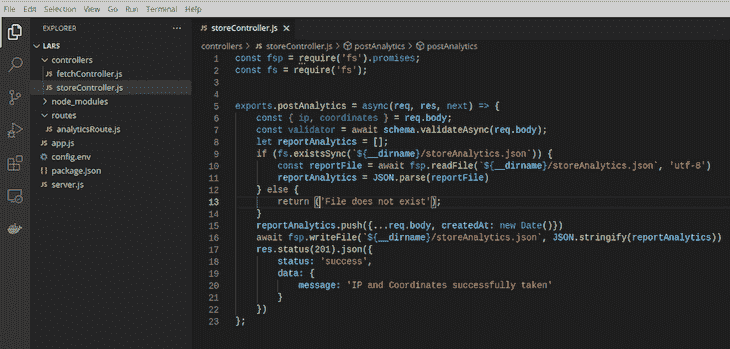 File Edit Selection View Go Run Terminal Help
EXPLORER
LARS
controllers
fetchController.js
storeController.js
node_modules
routes
analyticsRoute.js
app.js
config.env
package.json
server.js
storeController.js
controllers > storeController.js > postAnalytics > postAnalytics
1 const fsp = require('fs').promises;
2 const fs = require('fs');
3
4
5 exports.postAnalytics = async(req, res, next) => {
6 const { ip, coordinates } = req.body;
7 const validator = await schema.validateAsync(req.body);
8 let reportAnalytics = [];
9 if (fs.existsSync(`${__dirname}/storeAnalytics.json`)) {
10 const reportFile = await fsp.readFile(`${__dirname}/storeAnalytics.json`, 'utf-8')
11 reportAnalytics = JSON.parse(reportFile)
12 } else {
13 return ('File does not exist');
14 }
15 reportAnalytics.push({...req.body, createdAt: new Date()})
16 await fsp.writeFile(`${__dirname}/storeAnalytics.json`, JSON.stringify(reportAnalytics))
17 res.status(201).json({
18 status: 'success',
19 data: {
20 message: 'IP and Coordinates successfully taken'
21 }
22 })
23 };